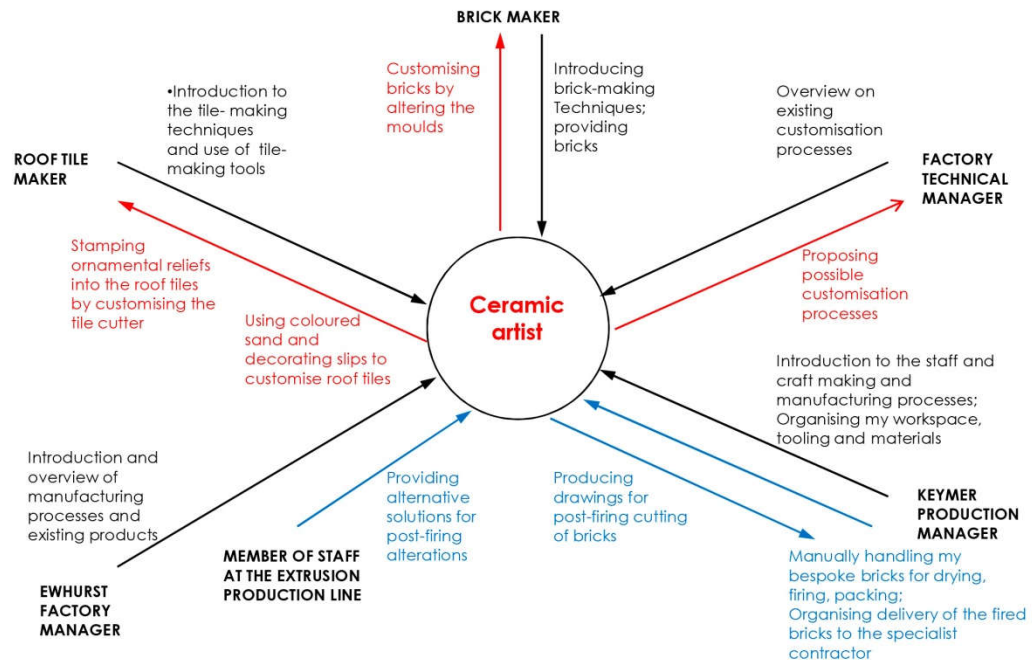 BRICK MAKER
Customising
bricks by
altering the
moulds
Introducing
brick-making
Techniques;
providing
bricks
•Introduction to
the tile- making
techniques
and use of tile-
making tools
Overview on
existing
customisation
processes
ROOF TILE
MAKER
FACTORY
TECHNICAL
MANAGER
Stamping
ornamental reliefs
into the roof tiles
by customising the
tile cutter
Using coloured
sand and
decorating slips to
customise roof tiles
Ceramic
artist
Proposing
possible
customisation
processes
Introduction to the staff and
craft making and
manufacturing processes;
Organising my workspace,
tooling and materials
Introduction and
overview of
manufacturing
processes and
existing products
Providing
alternative
solutions for
post-firing
alterations
Producing
drawings for
post-firing cutting
of bricks
KEYMER
PRODUCTION
MANAGER
MEMBER OF STAFF
AT THE EXTRUSION
PRODUCTION LINE
EWHURST
FACTORY
MANAGER
Manually handling my
bespoke bricks for drying,
firing, packing;
Organising delivery of the fired
bricks to the specialist
contractor